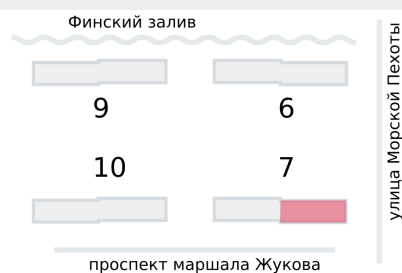 Финский залив
9 6
10 7
проспект маршала Жукова
улица Морской Пехоты